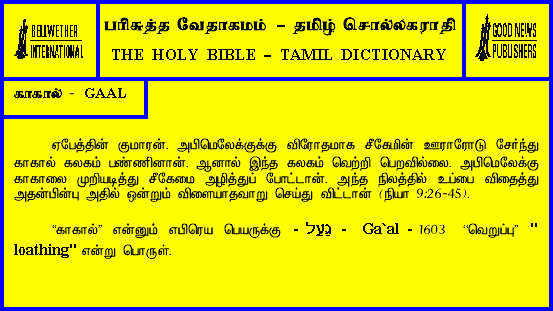 BELLWETHER
INTERNATIONAL
பரிசுத்த வேதாகமம் – தமிழ் சொல்லகராதி
THE HOLY BIBLE – TAMIL DICTIONARY
GOOD NEWS
PUBLISHERS
காகால் - GAAL
ஏபேத்தின் குமாரன். அபிமெலேக்குக்கு விரோதமாக சீகேமின் ஊராரோடு சேர்ந்து
காகால் கலகம் பண்ணினான். ஆனால் இந்த கலகம் வெற்றி பெறவில்லை. அபிமெலேக்கு
காகாலை முறியடித்து சீகேமை அழித்துப் போட்டான். அந்த நிலத்தில் உப்பை விதைத்து
அதன்பின்பு அதில் ஒன்றும் விளையாதவாறு செய்து விட்டான் (நியா 9:26-45).
“காகால்” என்னும் எபிரெய பெயருக்கு - גַּעַל - Ga`al - 1603 “வெறுப்பு” "
loathing" என்று பொருள்.